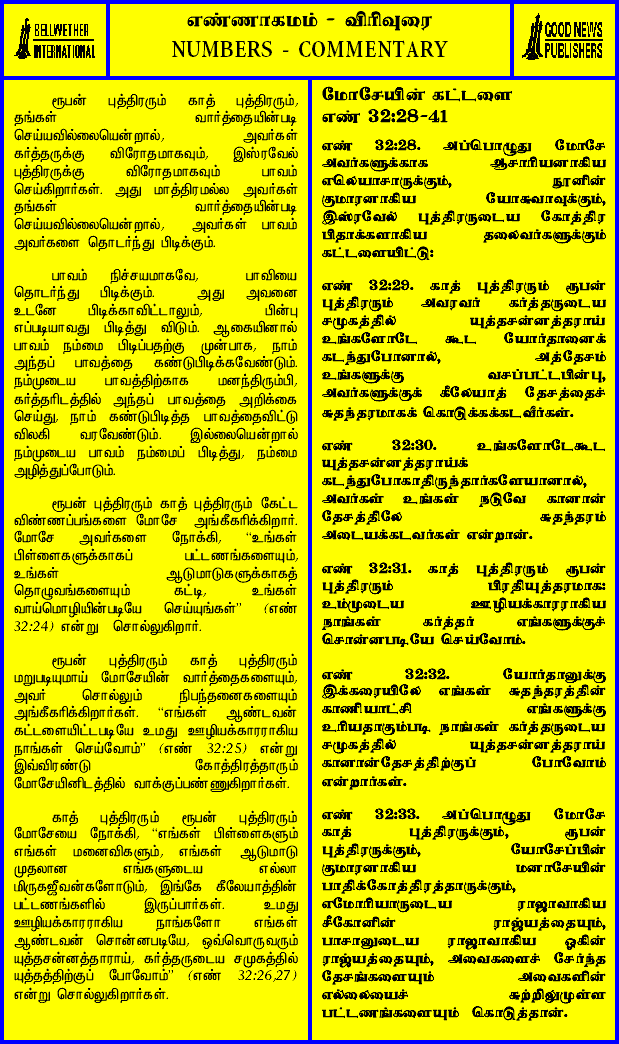 BELLWETHER
INTERNATIONAL
எண்ணாகமம் - விரிவுரை
NUMBERS - COMMENTARY
GOOD NEWS
PUBLISHERS
ரூபன் புத்திரரும் காத் புத்திரரும்,
தங்கள் வார்த்தையின்படி
செய்யவில்லையென்றால், அவர்கள்
கர்த்தருக்கு விரோதமாகவும், இஸ்ரவேல்
புத்திரருக்கு விரோதமாகவும் பாவம்
செய்கிறார்கள். அது மாத்திரமல்ல அவர்கள்
தங்கள் வார்த்தையின்படி
செய்யவில்லையென்றால், அவர்கள் பாவம்
அவர்களை தொடர்ந்து பிடிக்கும்.
பாவம் நிச்சயமாகவே, பாவியை
தொடர்ந்து பிடிக்கும். அது அவனை
உடனே பிடிக்காவிட்டாலும், பின்பு
எப்படியாவது பிடித்து விடும். ஆகையினால்
பாவம் நம்மை பிடிப்பதற்கு முன்பாக, நாம்
அந்தப் பாவத்தை கண்டுபிடிக்கவேண்டும்.
நம்முடைய பாவத்திற்காக மனந்திரும்பி,
கர்த்தரிடத்தில் அந்தப் பாவத்தை அறிக்கை
செய்து, நாம் கண்டுபிடித்த பாவத்தைவிட்டு
விலகி வரவேண்டும். இல்லையென்றால்
நம்முடைய பாவம் நம்மைப் பிடித்து, நம்மை
அழித்துப்போடும்.
ரூபன் புத்திரரும் காத் புத்திரரும் கேட்ட
விண்ணப்பங்களை மோசே அங்கீகரிக்கிறார்.
மோசே அவர்களை நோக்கி, “உங்கள்
பிள்ளைகளுக்காகப் பட்டணங்களையும்,
உங்கள் ஆடுமாடுகளுக்காகத்
தொழுவங்களையும் கட்டி, உங்கள்
வாய்மொழியின்படியே செய்யுங்கள்” (எண்
32:24) என்று சொல்லுகிறார்.
ரூபன் புத்திரரும் காத் புத்திரரும்
மறுபடியுமாய் மோசேயின் வார்த்தைகளையும்,
அவர் சொல்லும் நிபந்தனைகளையும்
அங்கீகரிக்கிறார்கள். “எங்கள் ஆண்டவன்
கட்டளையிட்டபடியே உமது ஊழியக்காரராகிய
நாங்கள் செய்வோம்” (எண் 32:25) என்று
இவ்விரண்டு கோத்திரத்தாரும்
மோசேயினிடத்தில் வாக்குப்பண்ணுகிறார்கள்.
காத் புத்திரரும் ரூபன் புத்திரரும்
மோசேயை நோக்கி, “எங்கள் பிள்ளைகளும்
எங்கள் மனைவிகளும், எங்கள் ஆடுமாடு
முதலான எங்களுடைய எல்லா
மிருகஜீவன்களோடும், இங்கே கீலேயாத்தின்
பட்டணங்களில் இருப்பார்கள். உமது
ஊழியக்காரராகிய நாங்களோ எங்கள்
ஆண்டவன் சொன்னபடியே, ஒவ்வொருவரும்
யுத்தசன்னத்தாராய், கர்த்தருடைய சமுகத்தில்
யுத்தத்திற்குப் போவோம்” (எண் 32:26,27)
என்று சொல்லுகிறார்கள்.
மோசேயின் கட்டளை
எண் 32:28-41
எண் 32:28. அப்பொழுது மோசே
அவர்களுக்காக ஆசாரியனாகிய
எலெயாசாருக்கும், நூனின்
குமாரனாகிய யோசுவாவுக்கும்,
இஸ்ரவேல் புத்திரருடைய கோத்திர
பிதாக்களாகிய தலைவர்களுக்கும்
கட்டளையிட்டு:
எண் 32:29. காத் புத்திரரும் ரூபன்
புத்திரரும் அவரவர் கர்த்தருடைய
சமுகத்தில் யுத்தசன்னத்தராய்
உங்களோடே கூட யோர்தானைக்
கடந்துபோனால், அத்தேசம்
உங்களுக்கு வசப்பட்டபின்பு,
அவர்களுக்குக் கீலேயாத் தேசத்தைச்
சுதந்தரமாகக் கொடுக்கக்கடவீர்கள்.
எண் 32:30. உங்களோடேகூட
யுத்தசன்னத்தராய்க்
கடந்துபோகாதிருந்தார்களேயானால்,
அவர்கள் உங்கள் நடுவே கானான்
தேசத்திலே சுதந்தரம்
அடையக்கடவர்கள் என்றான்.
எண் 32:31. காத் புத்திரரும் ரூபன்
புத்திரரும் பிரதியுத்தரமாக:
உம்முடைய ஊழியக்காரராகிய
நாங்கள் கர்த்தர் எங்களுக்குச்
சொன்னபடியே செய்வோம்.
எண் 32:32. யோர்தானுக்கு
இக்கரையிலே எங்கள் சுதந்தரத்தின்
காணியாட்சி எங்களுக்கு
உரியதாகும்படி, நாங்கள் கர்த்தருடைய
சமுகத்தில் யுத்தசன்னத்தராய்
கானான்தேசத்திற்குப் போவோம்
என்றார்கள்.
எண் 32:33. அப்பொழுது மோசே
காத் புத்திரருக்கும், ரூபன்
புத்திரருக்கும், யோசேப்பின்
குமாரனாகிய மனாசேயின்
பாதிக்கோத்திரத்தாருக்கும்,
எமோரியாருடைய ராஜாவாகிய
சீகோனின் ராஜ்யத்தையும்,
பாசானுடைய ராஜாவாகிய ஓகின்
ராஜ்யத்தையும், அவைகளைச் சேர்ந்த
தேசங்களையும் அவைகளின்
எல்லையைச் சுற்றிலுமுள்ள
பட்டணங்களையும் கொடுத்தான்.